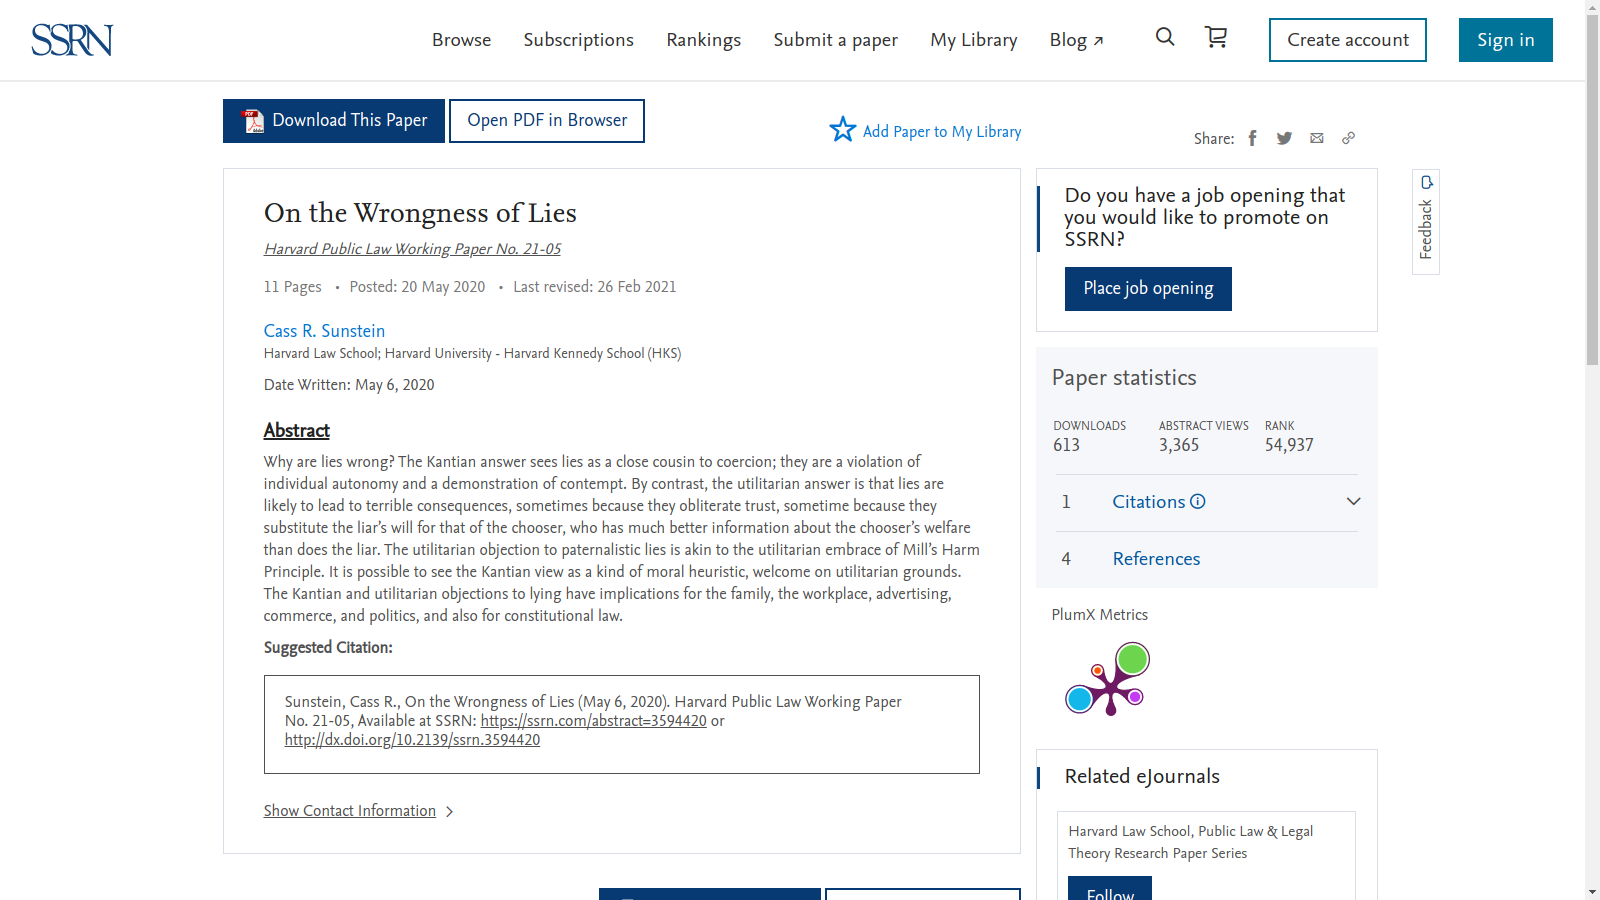 SSRN
Browse
Subscriptions
Rankings
Submit a paper
My Library
Blog ↗
Create account
Sign in
Download This Paper
Open PDF in Browser
Add Paper to My Library
Share:
On the Wrongness of Lies
Harvard Public Law Working Paper No. 21-05
11 Pages • Posted: 20 May 2020 • Last revised: 26 Feb 2021
Cass R. Sunstein
Harvard Law School; Harvard University - Harvard Kennedy School (HKS)
Date Written: May 6, 2020
Abstract
Why are lies wrong? The Kantian answer sees lies as a close cousin to coercion; they are a violation of
individual autonomy and a demonstration of contempt. By contrast, the utilitarian answer is that lies are
likely to lead to terrible consequences, sometimes because they obliterate trust, sometime because they
substitute the liar’s will for that of the chooser, who has much better information about the chooser’s welfare
than does the liar. The utilitarian objection to paternalistic lies is akin to the utilitarian embrace of Mill’s Harm
Principle. It is possible to see the Kantian view as a kind of moral heuristic, welcome on utilitarian grounds.
The Kantian and utilitarian objections to lying have implications for the family, the workplace, advertising,
commerce, and politics, and also for constitutional law.
Suggested Citation:
Sunstein, Cass R., On the Wrongness of Lies (May 6, 2020). Harvard Public Law Working Paper
No. 21-05, Available at SSRN: https://ssrn.com/abstract=3594420 or
http://dx.doi.org/10.2139/ssrn.3594420
Show Contact Information
Do you have a job opening that
you would like to promote on
SSRN?
Place job opening
Feedback
Paper statistics
DOWNLOADS
613
ABSTRACT VIEWS
3,365
RANK
54,937
1 Citations
4 References
PlumX Metrics
Related eJournals
Harvard Law School, Public Law & Legal
Theory Research Paper Series
Follow